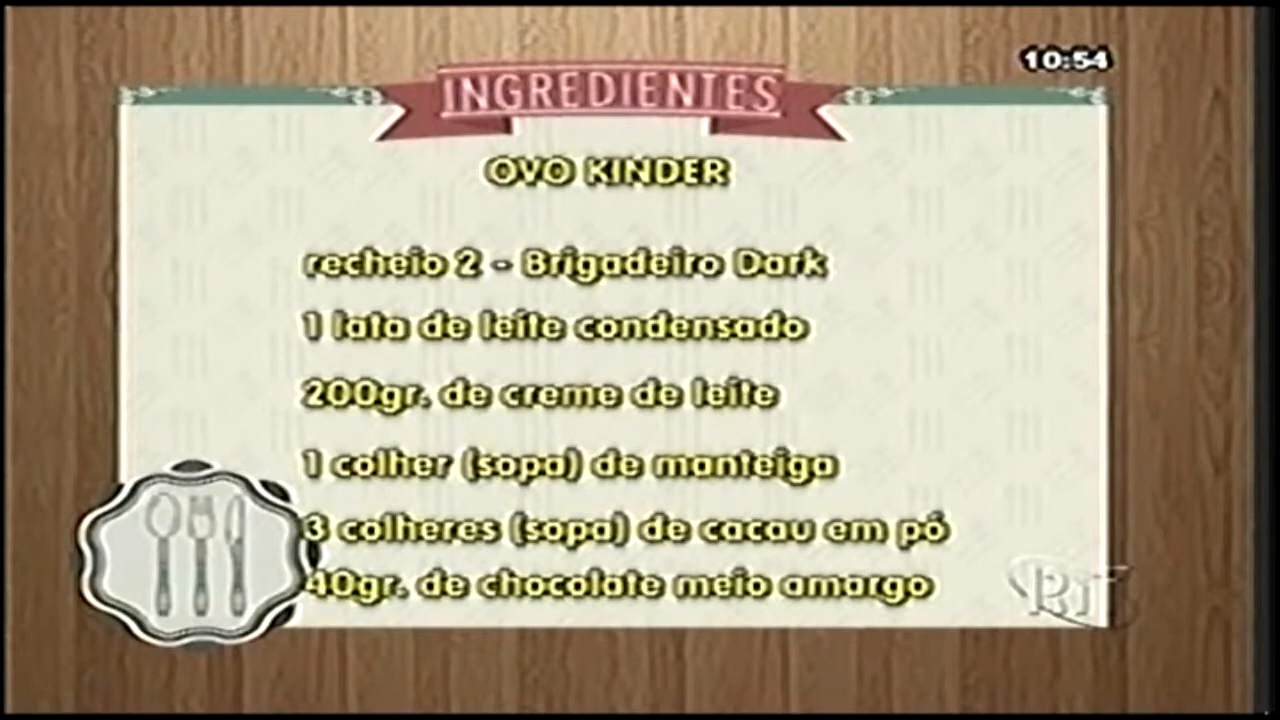 10:54
INGREDIENTES
OVO KINDER
recheio 2 - Brigadeiro Dark
1 lata de leite condensado
200gr. de creme de leite
1 colher (sopa) de manteiga
3 colheres (sopa) de cacau em pó
40gr. de chocolate meio amargo
RIT